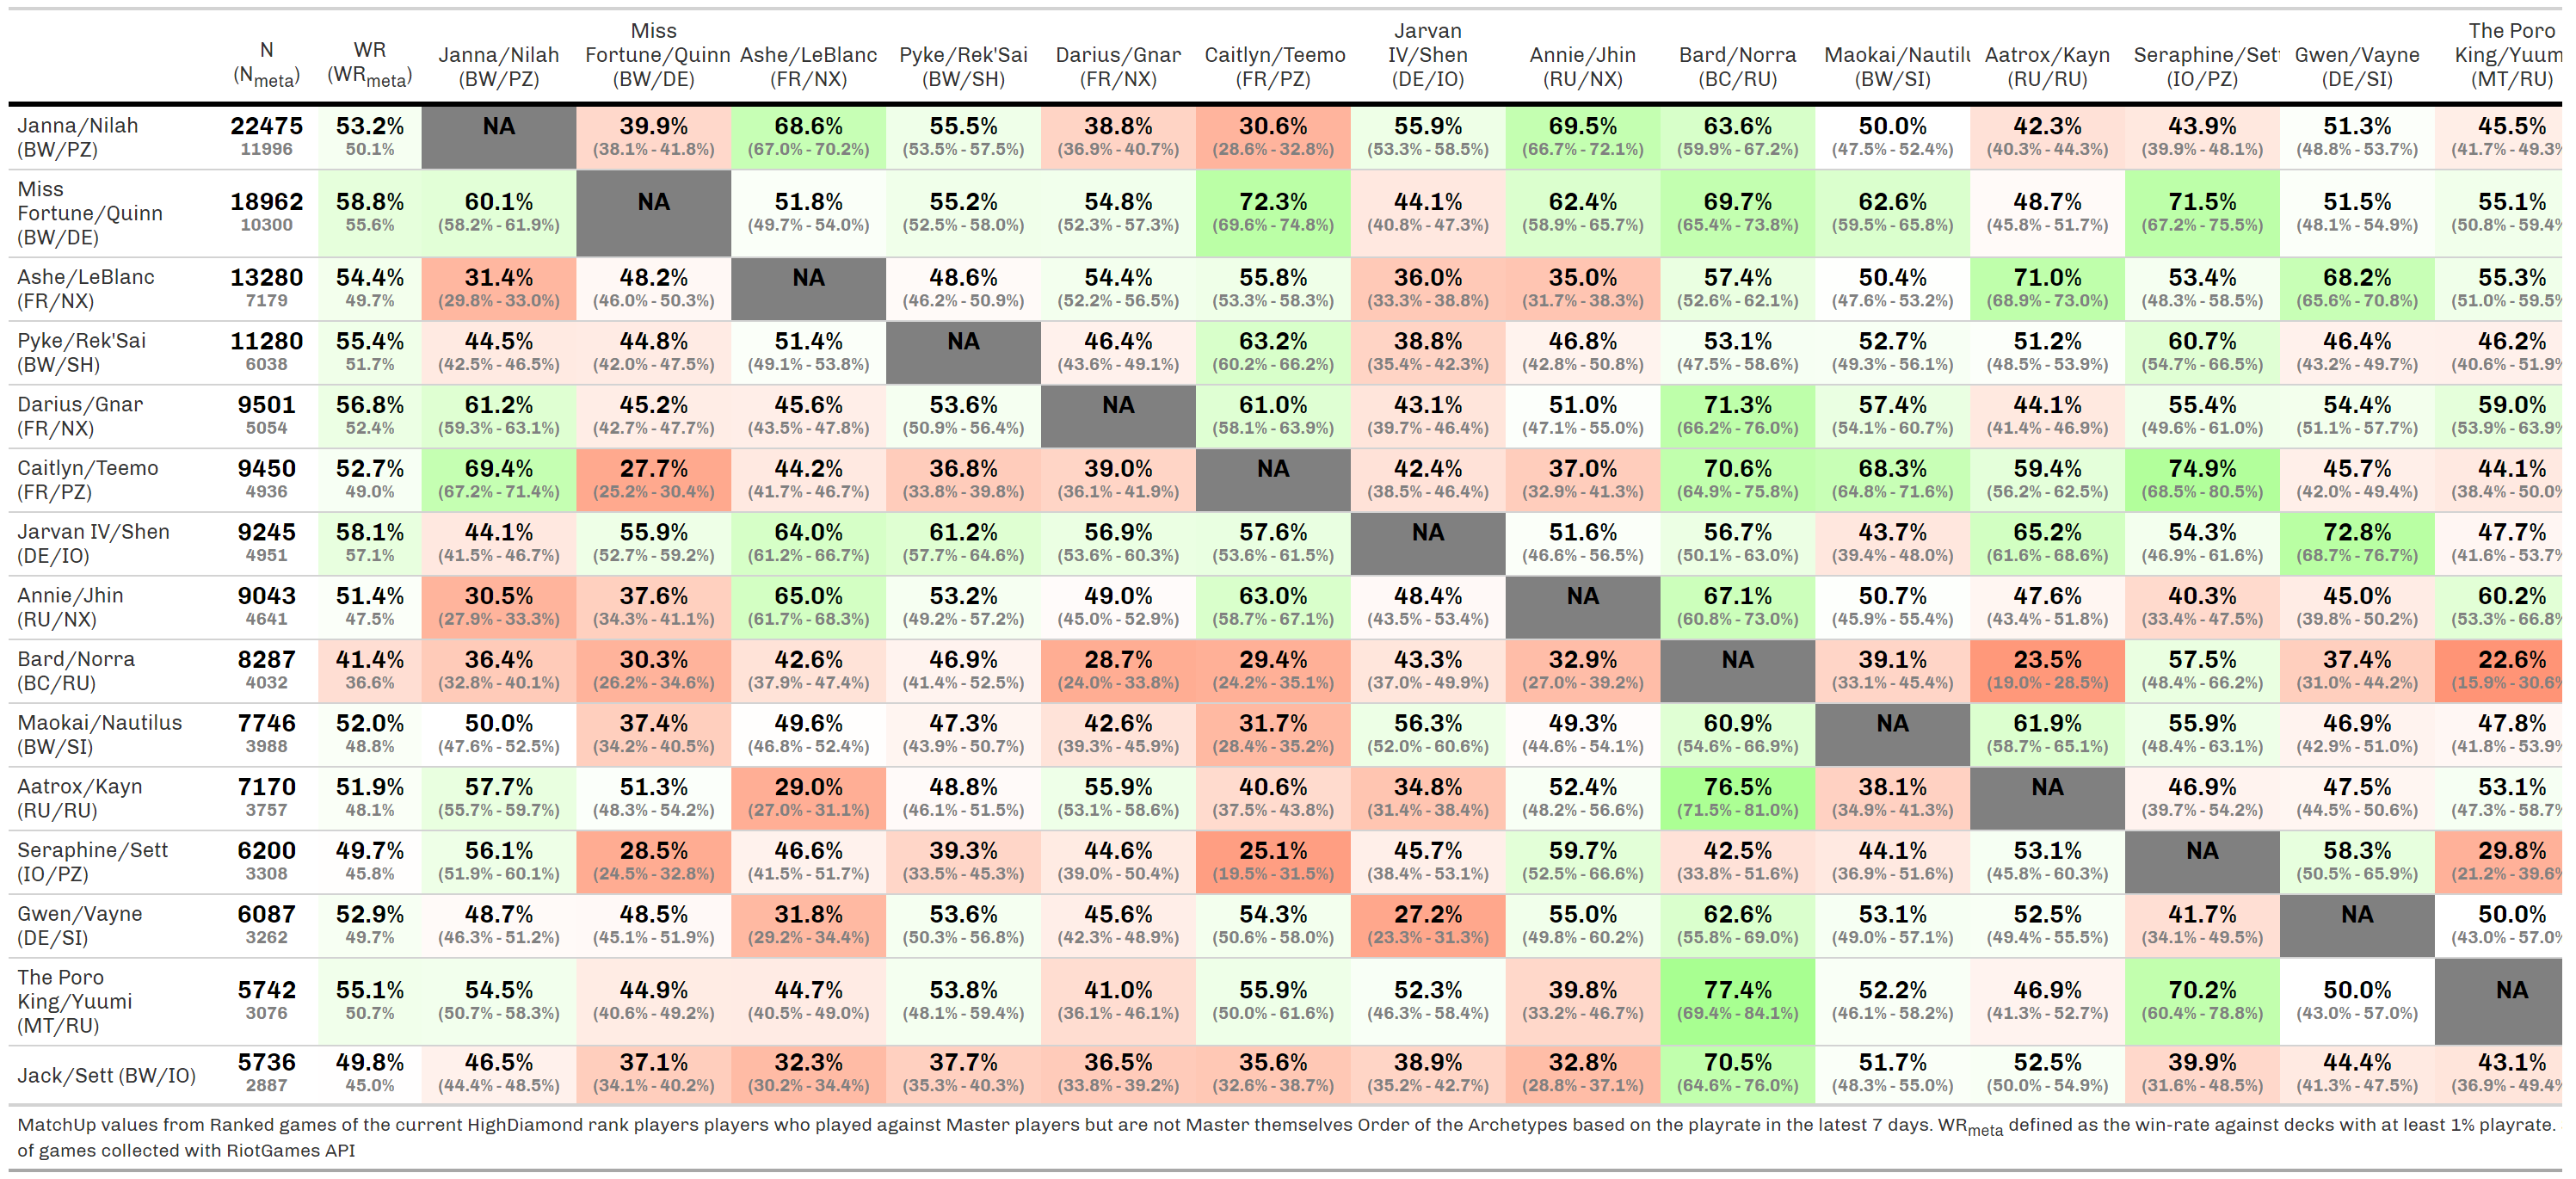 N WR Janna/Nilah Miss Fortune/Quinn Ashe/LeBlanc Pyke/Rek'Sai Darius/Gnar Caitlyn/Teemo Jarvan IV/Shen Annie/Jhin Bard/Norra Maokai/Nautilu Aatrox/Kayn Seraphine/Set Gwen/Vayne The Poro King/Yuum
(Nmeta) (WRmeta) (BW/PZ) (BW/DE) (FR/NX) (BW/SH) (FR/NX) (FR/PZ) (DE/IO) (RU/NX) (BC/RU) (BW/SI) (RU/RU) (IO/PZ) (DE/SI) (MT/RU)
Janna/Nilah 22475 53.2% NA 39.9% 68.6% 55.5% 38.8% 30.6% 55.9% 69.5% 63.6% 50.0% 42.3% 43.9% 51.3% 45.5%
(BW/PZ) 11996 50.1% (38.1% - 41.8%) (67.0% - 70.2%) (53.5% - 57.5%) (36.9% - 40.7%) (28.6% - 32.8%) (53.3% - 58.5%) (66.7% - 72.1%) (59.9% - 67.2%) (47.5% - 52.4%) (40.3% - 44.3%) (39.9% - 48.1%) (48.8% - 53.7%) (41.7% - 49.3%
Miss
Fortune/Quinn 18962 58.8% 60.1% NA 51.8% 55.2% 54.8% 72.3% 44.1% 62.4% 69.7% 62.6% 48.7% 71.5% 51.5% 55.1%
(BW/DE) 10300 55.6% (58.2% - 61.9%) (49.7% - 54.0%) (52.5% - 58.0%) (52.3% - 57.3%) (69.6% - 74.8%) (40.8% - 47.3%) (58.9% - 65.7%) (65.4% - 73.8%) (59.5% - 65.8%) (45.8% - 51.7%) (67.2% - 75.5%) (48.1% - 54.9%) (50.8% - 59.4%
Ashe/LeBlanc 13280 54.4% 31.4% 48.2% NA 48.6% 54.4% 55.8% 36.0% 35.0% 57.4% 50.4% 71.0% 53.4% 68.2% 55.3%
(FR/NX) 7179 49.7% (29.8% - 33.0%) (46.0% - 50.3%) (46.2% - 50.9%) (52.2% - 56.5%) (53.3% - 58.3%) (33.3% - 38.8%) (31.7% - 38.3%) (52.6% - 62.1%) (47.6% - 53.2%) (68.9% - 73.0%) (48.3% - 58.5%) (65.6% - 70.8%) (51.0% - 59.5%
Pyke/Rek'Sai 11280 55.4% 44.5% 44.8% 51.4% NA 46.4% 63.2% 38.8% 46.8% 53.1% 52.7% 51.2% 60.7% 46.4% 46.2%
(BW/SH) 6038 51.7% (42.5% - 46.5%) (42.0% - 47.5%) (49.1% - 53.8%) (43.6% - 49.1%) (60.2% - 66.2%) (35.4% - 42.3%) (42.8% - 50.8%) (47.5% - 58.6%) (49.3% - 56.1%) (48.5% - 53.9%) (54.7% - 66.5%) (43.2% - 49.7%) (40.6% - 51.9%
Darius/Gnar 9501 56.8% 61.2% 45.2% 45.6% 53.6% NA 61.0% 43.1% 51.0% 71.3% 57.4% 44.1% 55.4% 54.4% 59.0%
(FR/NX) 5054 52.4% (59.3% - 63.1%) (42.7% - 47.7%) (43.5% - 47.8%) (50.9% - 56.4%) (58.1% - 63.9%) (39.7% - 46.4%) (47.1% - 55.0%) (66.2% - 76.0%) (54.1% - 60.7%) (41.4% - 46.9%) (49.6% - 61.0%) (51.1% - 57.7%) (53.9% - 63.9%
Caitlyn/Teemo 9450 52.7% 69.4% 27.7% 44.2% 36.8% 39.0% NA 42.4% 37.0% 70.6% 68.3% 59.4% 74.9% 45.7% 44.1%
(FR/PZ) 4936 49.0% (67.2% - 71.4%) (25.2% - 30.4%) (41.7% - 46.7%) (33.8% - 39.8%) (36.1% - 41.9%) (38.5% - 46.4%) (32.9% - 41.3%) (64.9% - 75.8%) (64.8% - 71.6%) (56.2% - 62.5%) (68.5% - 80.5%) (42.0% - 49.4%) (38.4% - 50.0%
Jarvan IV/Shen 9245 58.1% 44.1% 55.9% 64.0% 61.2% 56.9% 57.6% NA 51.6% 56.7% 43.7% 65.2% 54.3% 72.8% 47.7%
(DE/IO) 4951 57.1% (41.5% - 46.7%) (52.7% - 59.2%) (61.2% - 66.7%) (57.7% - 64.6%) (53.6% - 60.3%) (53.6% - 61.5%) (46.6% - 56.5%) (50.1% - 63.0%) (39.4% - 48.0%) (61.6% - 68.6%) (46.9% - 61.6%) (68.7% - 76.7%) (41.6% - 53.7%
Annie/Jhin 9043 51.4% 30.5% 37.6% 65.0% 53.2% 49.0% 63.0% 48.4% NA 67.1% 50.7% 47.6% 40.3% 45.0% 60.2%
(RU/NX) 4641 47.5% (27.9% - 33.3%) (34.3% - 41.1%) (61.7% - 68.3%) (49.2% - 57.2%) (45.0% - 52.9%) (58.7% - 67.1%) (43.5% - 53.4%) (60.8% - 73.0%) (45.9% - 55.4%) (43.4% - 51.8%) (33.4% - 47.5%) (39.8% - 50.2%) (53.3% - 66.8%
Bard/Norra 8287 41.4% 36.4% 30.3% 42.6% 46.9% 28.7% 29.4% 43.3% 32.9% NA 39.1% 23.5% 57.5% 37.4% 22.6%
(BC/RU) 4032 36.6% (32.8% - 40.1%) (26.2% - 34.6%) (37.9% - 47.4%) (41.4% - 52.5%) (24.0% - 33.8%) (24.2% - 35.1%) (37.0% - 49.9%) (27.0% - 39.2%) (33.1% - 45.4%) (19.0% - 28.5%) (48.4% - 66.2%) (31.0% - 44.2%) (15.9% - 30.6%
Maokai/Nautilus 7746 52.0% 50.0% 37.4% 49.6% 47.3% 42.6% 31.7% 56.3% 49.3% 60.9% NA 61.9% 55.9% 46.9% 47.8%
(BW/SI) 3988 48.8% (47.6% - 52.5%) (34.2% - 40.5%) (46.8% - 52.4%) (43.9% - 50.7%) (39.3% - 45.9%) (28.4% - 35.2%) (52.0% - 60.6%) (44.6% - 54.1%) (54.6% - 66.9%) (58.7% - 65.1%) (48.4% - 63.1%) (42.9% - 51.0%) (41.8% - 53.9%
Aatrox/Kayn 7170 51.9% 57.7% 51.3% 29.0% 48.8% 55.9% 40.6% 34.8% 52.4% 76.5% 38.1% NA 46.9% 47.5% 53.1%
(RU/RU) 3757 48.1% (55.7% - 59.7%) (48.3% - 54.2%) (27.0% - 31.1%) (46.1% - 51.5%) (53.1% - 58.6%) (37.5% - 43.8%) (31.4% - 38.4%) (48.2% - 56.6%) (71.5% - 81.0%) (34.9% - 41.3%) (39.7% - 54.2%) (44.5% - 50.6%) (47.3% - 58.7%
Seraphine/Sett 6200 49.7% 56.1% 28.5% 46.6% 39.3% 44.6% 25.1% 45.7% 59.7% 42.5% 44.1% 53.1% NA 58.3% 29.8%
(IO/PZ) 3308 45.8% (51.9% - 60.1%) (24.5% - 32.8%) (41.5% - 51.7%) (33.5% - 45.3%) (39.0% - 50.4%) (19.5% - 31.5%) (38.4% - 53.1%) (52.5% - 66.6%) (33.8% - 51.6%) (36.9% - 51.6%) (45.8% - 60.3%) (50.5% - 65.9%) (21.2% - 39.6%
Gwen/Vayne 6087 52.9% 48.7% 48.5% 31.8% 53.6% 45.6% 54.3% 27.2% 55.0% 62.6% 53.1% 52.5% 41.7% NA 50.0%
(DE/SI) 3262 49.7% (46.3% - 51.2%) (45.1% - 51.9%) (29.2% - 34.4%) (50.3% - 56.8%) (42.3% - 48.9%) (50.6% - 58.0%) (23.3% - 31.3%) (49.8% - 60.2%) (55.8% - 69.0%) (49.0% - 57.1%) (49.4% - 55.5%) (34.1% - 49.5%) (43.0% - 57.0%
The Poro
King/Yuumi 5742 55.1% 54.5% 44.9% 44.7% 53.8% 41.0% 55.9% 52.3% 39.8% 77.4% 52.2% 46.9% 70.2% 50.0% NA
(MT/RU) 3076 50.7% (50.7% - 58.3%) (40.6% - 49.2%) (40.5% - 49.0%) (48.1% - 59.4%) (36.1% - 46.1%) (50.0% - 61.6%) (46.3% - 58.4%) (33.2% - 46.7%) (69.4% - 84.1%) (46.1% - 58.2%) (41.3% - 52.7%) (60.4% - 78.8%) (43.0% - 57.0%)
Jack/Sett (BW/IO) 5736 49.8% 46.5% 37.1% 32.3% 37.7% 36.5% 35.6% 38.9% 32.8% 70.5% 51.7% 52.5% 39.9% 44.4% 43.1%
2887 45.0% (44.4% - 48.5%) (34.1% - 40.2%) (30.2% - 34.4%) (35.3% - 40.3%) (33.8% - 39.2%) (32.6% - 38.7%) (35.2% - 42.7%) (28.8% - 37.1%) (64.6% - 76.0%) (48.3% - 55.0%) (50.0% - 54.9%) (31.6% - 48.5%) (41.3% - 47.5%) (36.9% - 49.4%
MatchUp values from Ranked games of the current HighDiamond rank players players who played against Master players but are not Master themselves Order of the Archetypes based on the playrate in the latest 7 days. WRmeta defined as the win-rate against decks with at least 1% playrate.
of games collected with RiotGames API